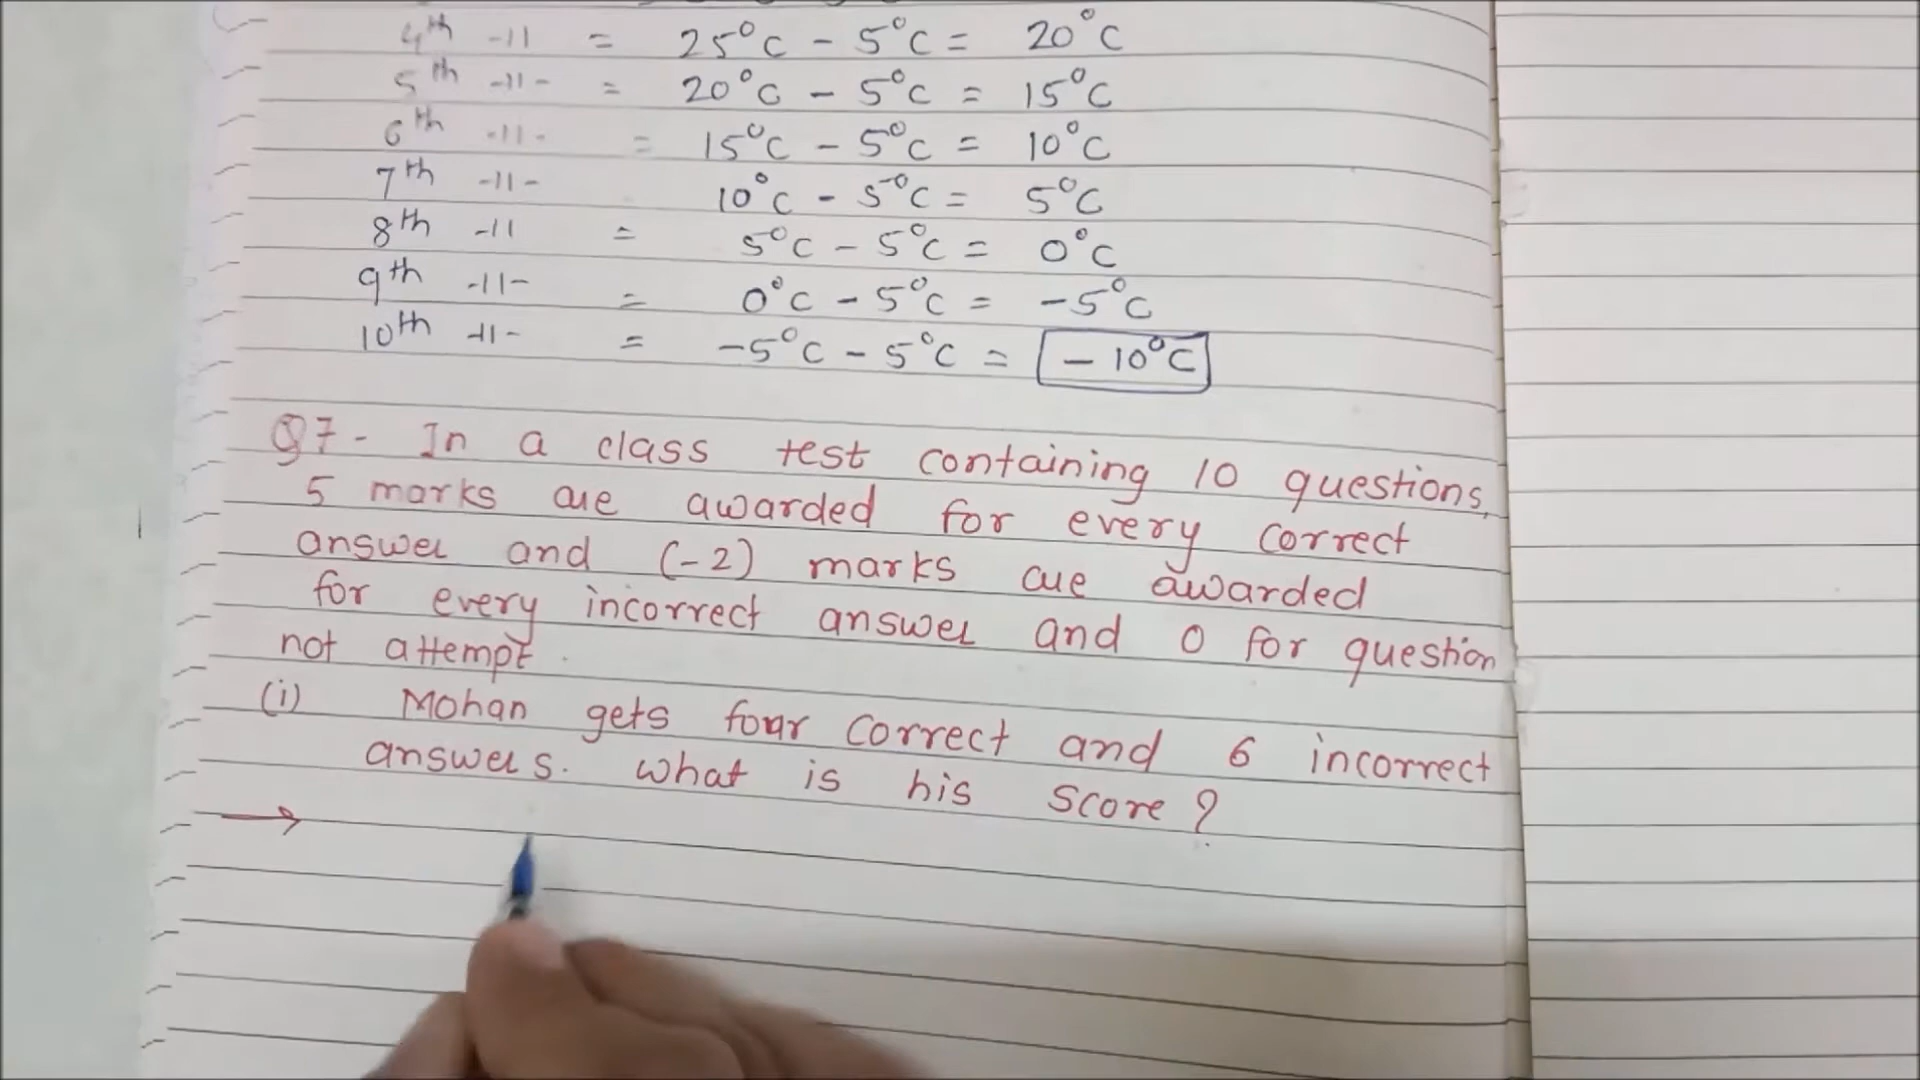 4th -11 = 25°C - 5°C = 20°C
5th -11- = 20°C - 5°C = 15°C
6th -11- = 15°C - 5°C = 10°C
7th -11- 10°C - 5°C = 5°C
8th -11 = 5°C - 5°C = 0°C
9th -11- = 0°C - 5°C = -5°C
10th -11- = -5°C - 5°C = - 10°C
Q7- In a class test containing 10 questions,
5 marks are awarded for every correct
answer and (-2) marks are awarded
for every incorrect answer and 0 for question
not attempt.
(i) Mohan gets four correct and 6 incorrect
answers. what is his score?